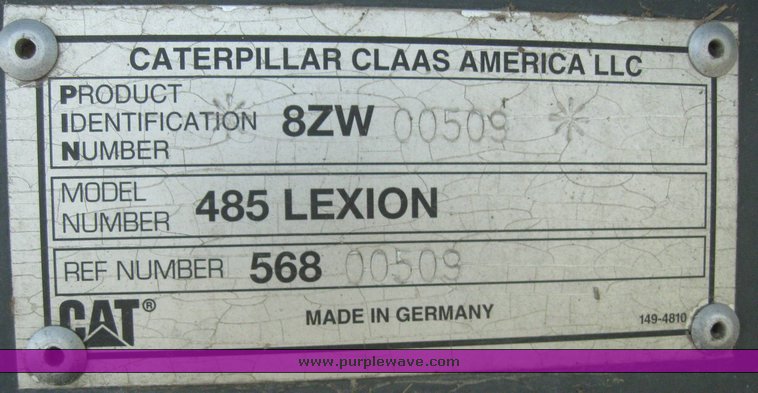 CATERPILLAR CLAAS AMERICA LLC
PRODUCT
IDENTIFICATION
NUMBER
* 8ZW 00509 *
MODEL
NUMBER
485 LEXION
REF NUMBER 568 00509
CAT®
MADE IN GERMANY
149-4810
www.purplewave.com